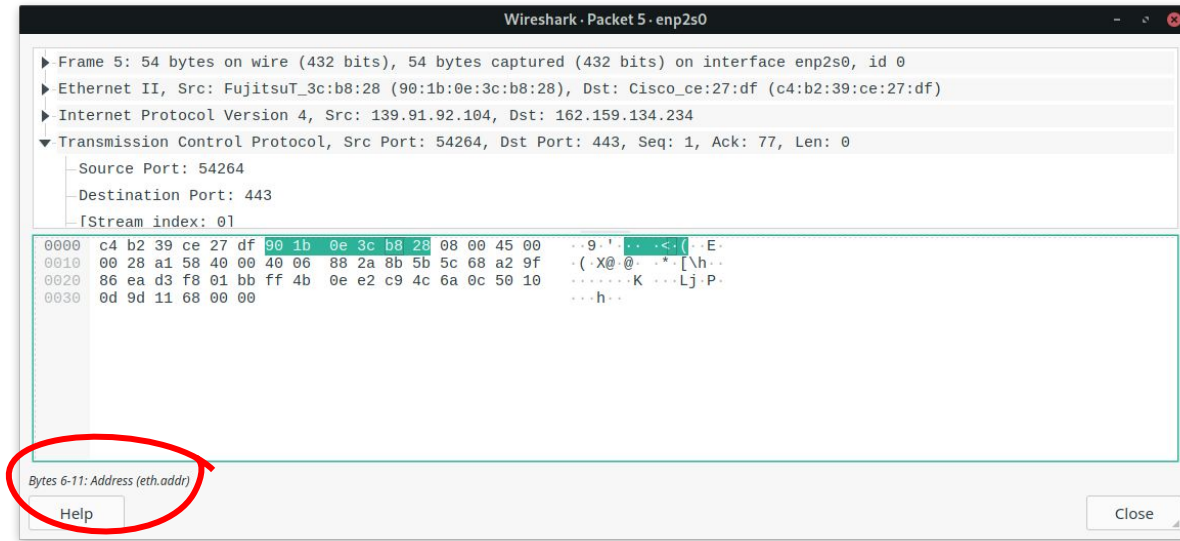 Wireshark · Packet 5 · enp2s0
Frame 5: 54 bytes on wire (432 bits), 54 bytes captured (432 bits) on interface enp2s0, id 0
Ethernet II, Src: FujitsuT_3c:b8:28 (90:1b:0e:3c:b8:28), Dst: Cisco_ce:27:df (c4:b2:39:ce:27:df)
Internet Protocol Version 4, Src: 139.91.92.104, Dst: 162.159.134.234
Transmission Control Protocol, Src Port: 54264, Dst Port: 443, Seq: 1, Ack: 77, Len: 0
Source Port: 54264
Destination Port: 443
[Stream index: 0]
0000 c4 b2 39 ce 27 df 90 1b 0e 3c b8 28 08 00 45 00 ··9·'··· ·<·(··E·
0010 00 28 a1 58 40 00 40 06 88 2a 8b 5b 5c 68 a2 9f ·(·X@·@· ·*·[\h··
0020 86 ea d3 f8 01 bb ff 4b 0e e2 c9 4c 6a 0c 50 10 ·······K ···Lj·P·
0030 0d 9d 11 68 00 00 ···h··
Bytes 6-11: Address (eth.addr)
Help
Close